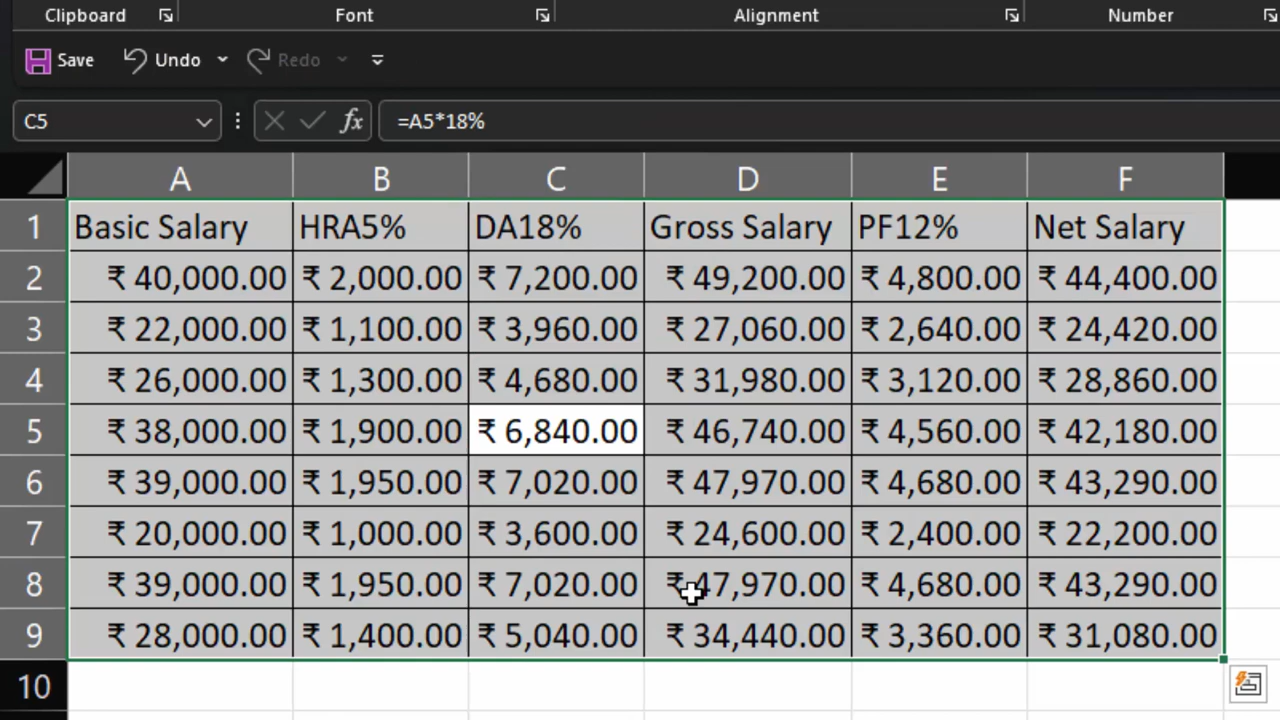 Clipboard Font Alignment Number
Save Undo Redo
C5 fx =A5*18%
A B C D E F
1 Basic Salary HRA5% DA18% Gross Salary PF12% Net Salary
2 ₹ 40,000.00 ₹ 2,000.00 ₹ 7,200.00 ₹ 49,200.00 ₹ 4,800.00 ₹ 44,400.00
3 ₹ 22,000.00 ₹ 1,100.00 ₹ 3,960.00 ₹ 27,060.00 ₹ 2,640.00 ₹ 24,420.00
4 ₹ 26,000.00 ₹ 1,300.00 ₹ 4,680.00 ₹ 31,980.00 ₹ 3,120.00 ₹ 28,860.00
5 ₹ 38,000.00 ₹ 1,900.00 ₹ 6,840.00 ₹ 46,740.00 ₹ 4,560.00 ₹ 42,180.00
6 ₹ 39,000.00 ₹ 1,950.00 ₹ 7,020.00 ₹ 47,970.00 ₹ 4,680.00 ₹ 43,290.00
7 ₹ 20,000.00 ₹ 1,000.00 ₹ 3,600.00 ₹ 24,600.00 ₹ 2,400.00 ₹ 22,200.00
8 ₹ 39,000.00 ₹ 1,950.00 ₹ 7,020.00 ₹ 47,970.00 ₹ 4,680.00 ₹ 43,290.00
9 ₹ 28,000.00 ₹ 1,400.00 ₹ 5,040.00 ₹ 34,440.00 ₹ 3,360.00 ₹ 31,080.00
10